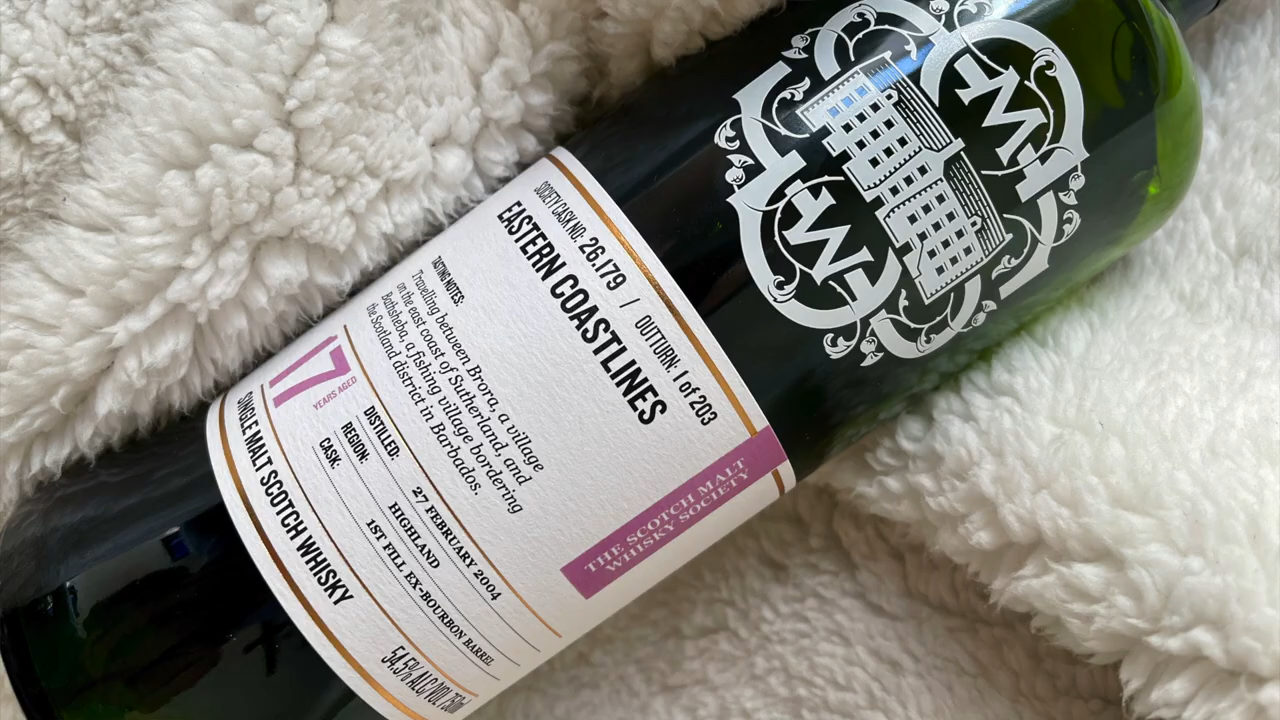 SOCIETY CASK NO: 26.179 / OUTTURN: 1 of 203
EASTERN COASTLINES
TASTING NOTES:
Travelling between Brora, a village
on the east coast of Sutherland, and
Bathsheba, a fishing village bordering
the Scotland district in Barbados.
17
YEARS AGED
DISTILLED: 27 FEBRUARY 2004
REGION: HIGHLAND
CASK: 1ST FILL EX-BOURBON BARREL
SINGLE MALT SCOTCH WHISKY
54.5% ALC/VOL 750ml
THE SCOTCH MALT
WHISKY SOCIETY